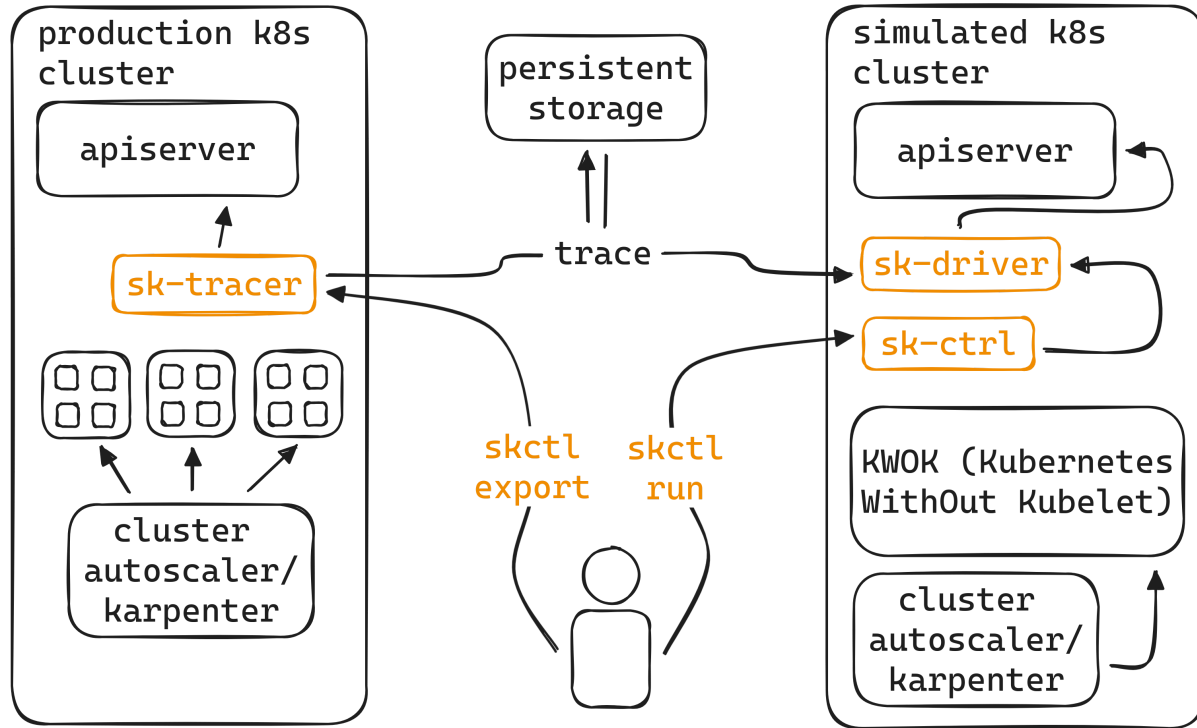 production k8s
cluster
apiserver
sk-tracer
cluster
autoscaler/
karpenter
persistent
storage
trace
skctl
export
skctl
run
simulated k8s
cluster
apiserver
sk-driver
sk-ctrl
KWOK (Kubernetes
WithOut Kubelet)
cluster
autoscaler/
karpenter